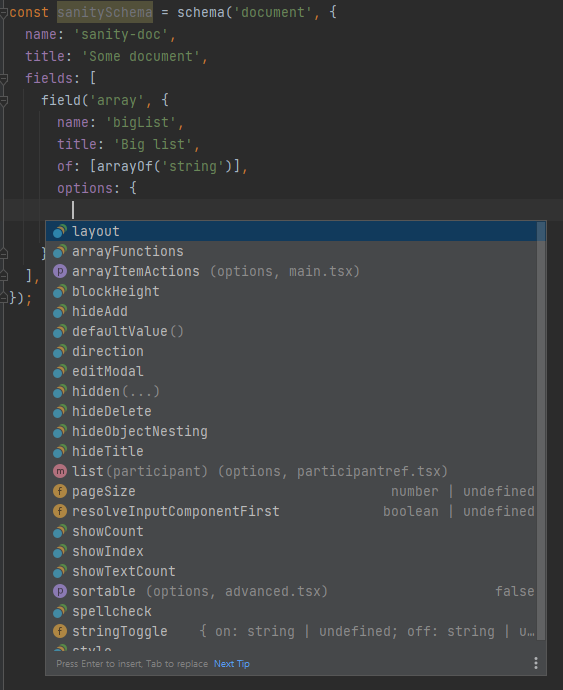 const sanitySchema = schema('document', {
name: 'sanity-doc',
title: 'Some document',
fields: [
field('array', {
name: 'bigList',
title: 'Big list',
of: [arrayOf('string')],
options: {
layout
arrayFunctions
arrayItemActions (options, main.tsx)
}
blockHeight
],
hideAdd
});
defaultValue()
direction
editModal
hidden(...)
hideDelete
hideObjectNesting
hideTitle
list(participant) (options, participantref.tsx)
pageSize number | undefined
resolveInputComponentFirst boolean | undefined
showCount
showIndex
showTextCount
sortable (options, advanced.tsx) false
spellcheck
stringToggle { on: string | undefined; off: string | u…
style
Press Enter to insert, Tab to replace Next Tip